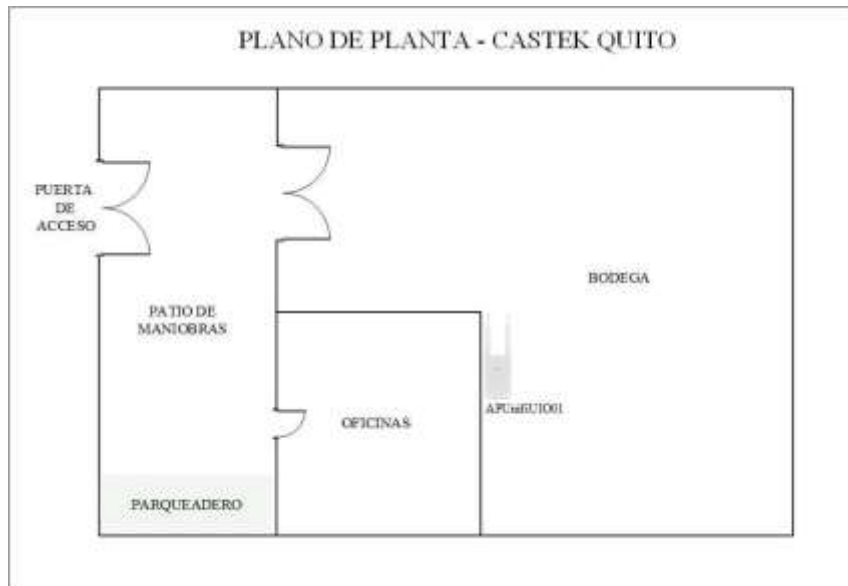 PLANO DE PLANTA - CASTEK QUITO
PUERTA
DE
ACCESO
BODEGA
PATIO DE
MANIOBRAS
OFICINAS
PARQUEADERO